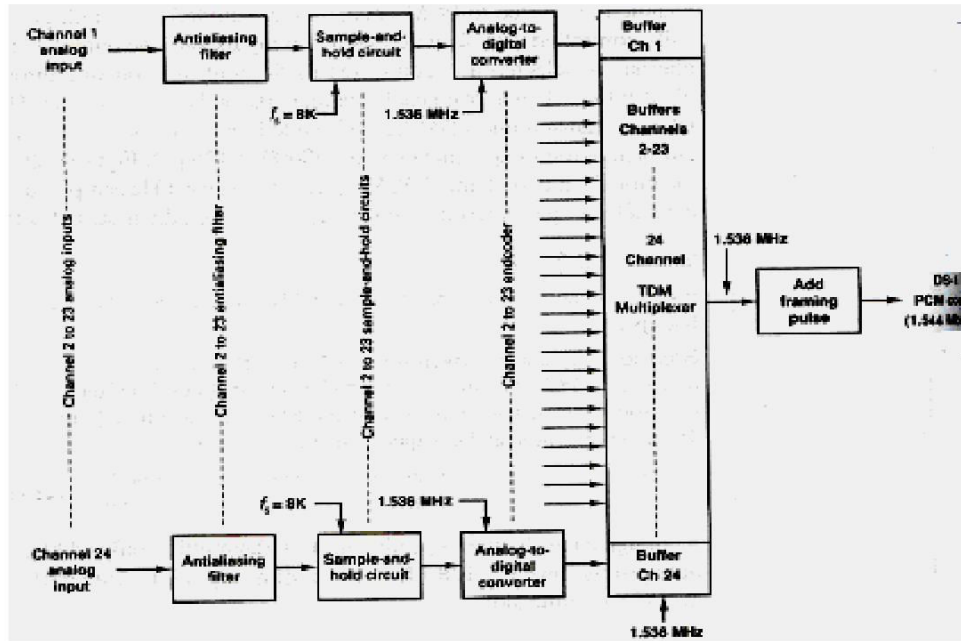 Channel 1
analog
input
Antialiasing
filter
Sample-and-
hold circuit
Analog-to-
digital
converter
Buffer
Ch 1
fs = 8K
1.536 MHz
Buffers
Channels
2-23
Channel 2 to 23 analog inputs
Channel 2 to 23 antialiasing filter
Channel 2 to 23 sample-and-hold circuits
Channel 2 to 23 endcoder
24
Channel
TDM
Multiplexer
1.536 MHz
Add
framing
pulse
PCM
(1.544
fs = 8K
1.536 MHz
Channel 24
analog
input
Antialiasing
filter
Sample-and-
hold-circuit
Analog-to-
digital
converter
Buffer
Ch 24
1.536 MHz